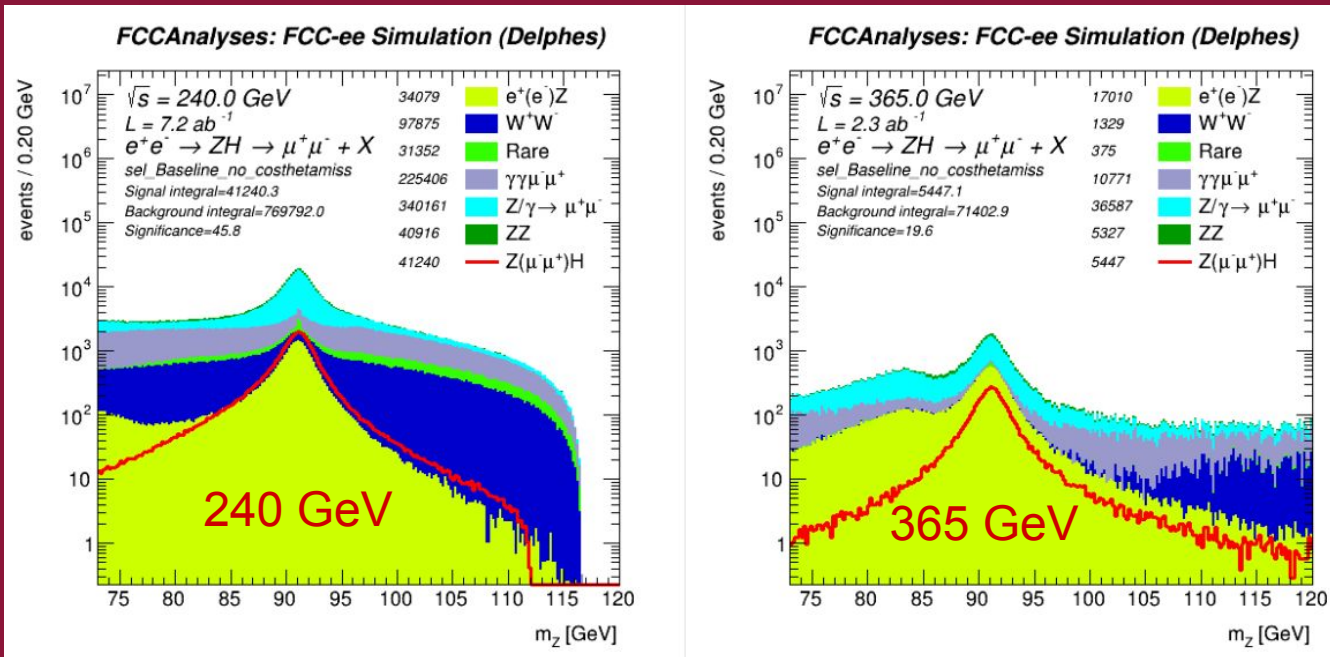 FCCAnalyses: FCC-ee Simulation (Delphes)
events / 0.20 GeV
10⁷
10⁶
10⁵
10⁴
10³
10²
10
1
√s = 240.0 GeV
L = 7.2 ab⁻¹
e⁺e⁻ → ZH → μ⁺μ⁻ + X
sel_Baseline_no_costhetamiss
Signal integral=41240.3
Background integral=769792.0
Significance=45.8
34079 e⁺(e⁻)Z
97875 W⁺W⁻
31352 Rare
225406 γγμ⁻μ⁺
340161 Z/γ→ μ⁺μ⁻
40916 ZZ
41240 Z(μ⁻μ⁺)H
240 GeV
75 80 85 90 95 100 105 110 115 120
m_Z [GeV]
FCCAnalyses: FCC-ee Simulation (Delphes)
events / 0.20 GeV
10⁷
10⁶
10⁵
10⁴
10³
10²
10
1
√s = 365.0 GeV
L = 2.3 ab⁻¹
e⁺e⁻ → ZH → μ⁺μ⁻ + X
sel_Baseline_no_costhetamiss
Signal integral=5447.1
Background integral=71402.9
Significance=19.6
17010 e⁺(e⁻)Z
1329 W⁺W⁻
375 Rare
10771 γγμ⁻μ⁺
36587 Z/γ→ μ⁺μ⁻
5327 ZZ
5447 Z(μ⁻μ⁺)H
365 GeV
75 80 85 90 95 100 105 110 115 120
m_Z [GeV]